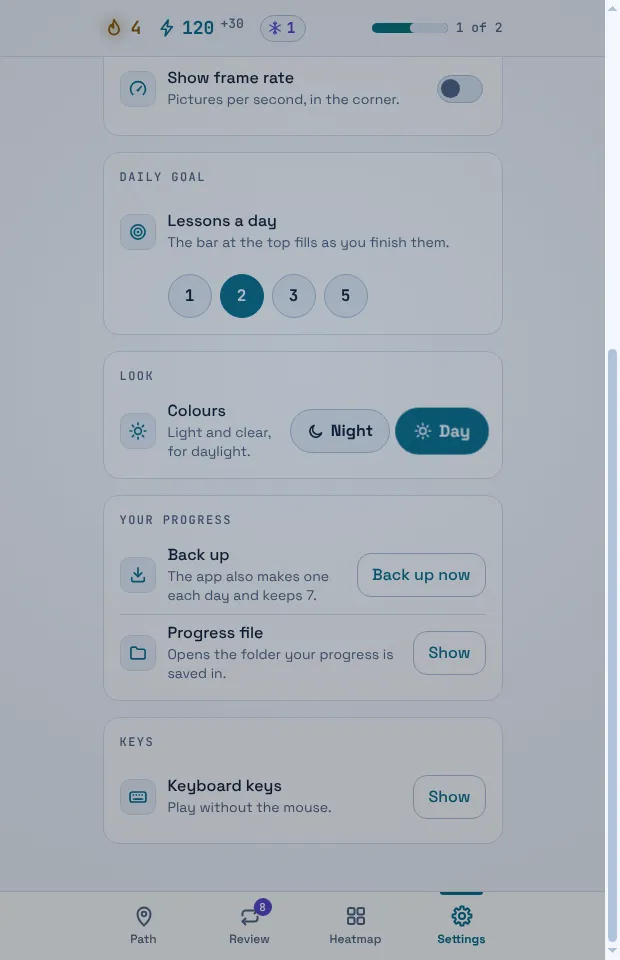 4 120 +30 1 1 of 2
Show frame rate
Pictures per second, in the corner.
DAILY GOAL
Lessons a day
The bar at the top fills as you finish them.
1 2 3 5
LOOK
Colours
Light and clear,
for daylight.
Night Day
YOUR PROGRESS
Back up
The app also makes one
each day and keeps 7.
Back up now
Progress file
Opens the folder your progress is
saved in.
Show
KEYS
Keyboard keys
Play without the mouse.
Show
8
Path Review Heatmap Settings